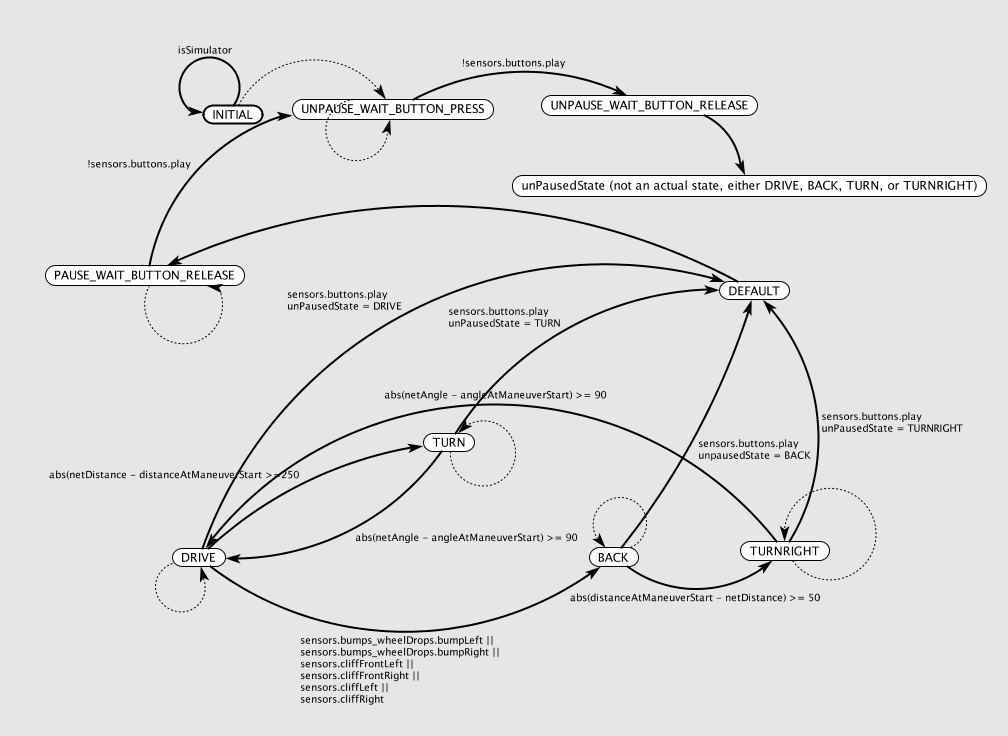 isSimulator
!sensors.buttons.play
INITIAL
UNPAUSE_WAIT_BUTTON_PRESS
UNPAUSE_WAIT_BUTTON_RELEASE
!sensors.buttons.play
unPausedState (not an actual state, either DRIVE, BACK, TURN, or TURNRIGHT)
PAUSE_WAIT_BUTTON_RELEASE
DEFAULT
sensors.buttons.play
unPausedState = DRIVE
sensors.buttons.play
unPausedState = TURN
abs(netAngle - angleAtManeuverStart) >= 90
sensors.buttons.play
unPausedState = TURNRIGHT
TURN
sensors.buttons.play
unpausedState = BACK
abs(netDistance - distanceAtManeuverStart >=250
abs(netAngle - angleAtManeuverStart) >= 90
DRIVE
BACK
TURNRIGHT
abs(distanceAtManeuverStart - netDistance) >= 50
sensors.bumps_wheelDrops.bumpLeft ||
sensors.bumps_wheelDrops.bumpRight ||
sensors.cliffFrontLeft ||
sensors.cliffFrontRight ||
sensors.cliffLeft ||
sensors.cliffRight